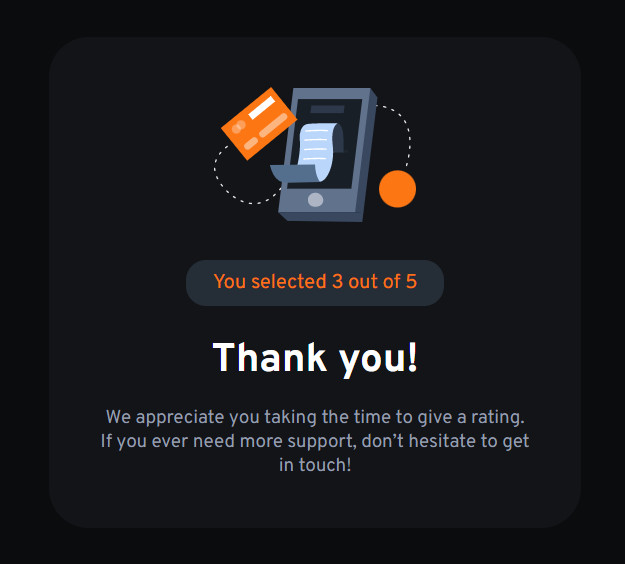 You selected 3 out of 5
Thank you!
We appreciate you taking the time to give a rating.
If you ever need more support, don’t hesitate to get
in touch!